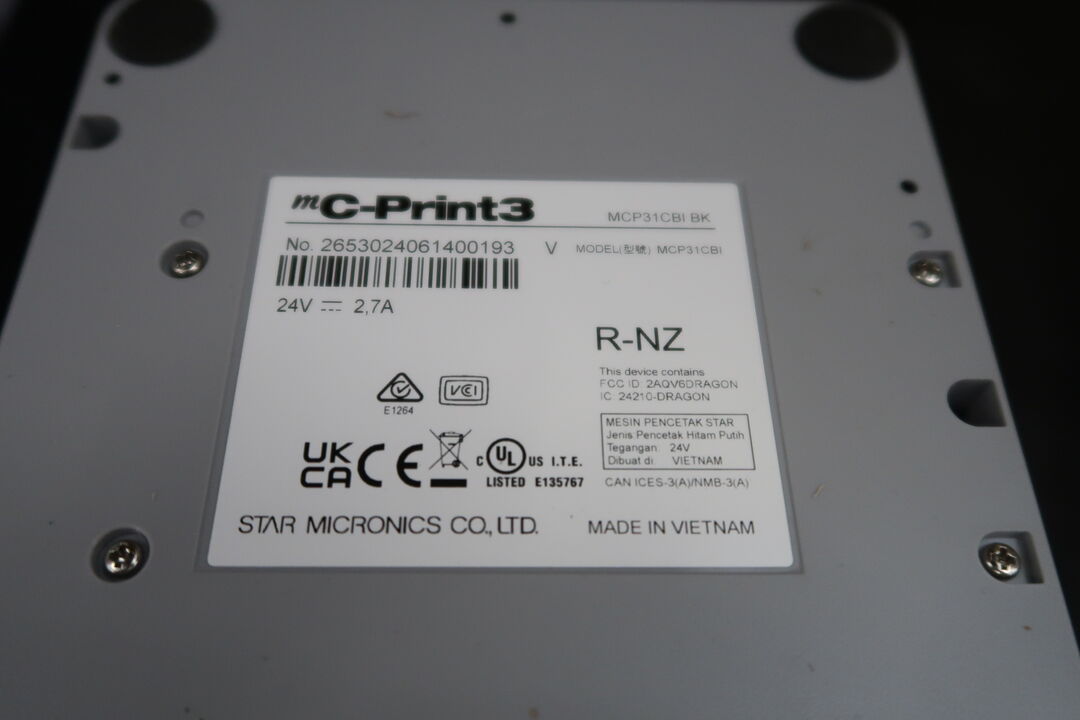 mC-Print3
MCP31CBI BK
No. 2653024061400193 V
MODEL(型號) MCP31CBI
24V 2,7A
R-NZ
This device contains
FCC ID: 2AQV6DRAGON
IC: 24210-DRAGON
E1264
VCCI
MESIN PENCETAK STAR
Jenis Pencetak Hitam Putih
Tegangan: 24V
Dibuat di VIETNAM
UK
CA CE
C UL US I.T.E.
LISTED E135767
CAN ICES-3(A)/NMB-3(A)
STAR MICRONICS CO.,LTD.
MADE IN VIETNAM